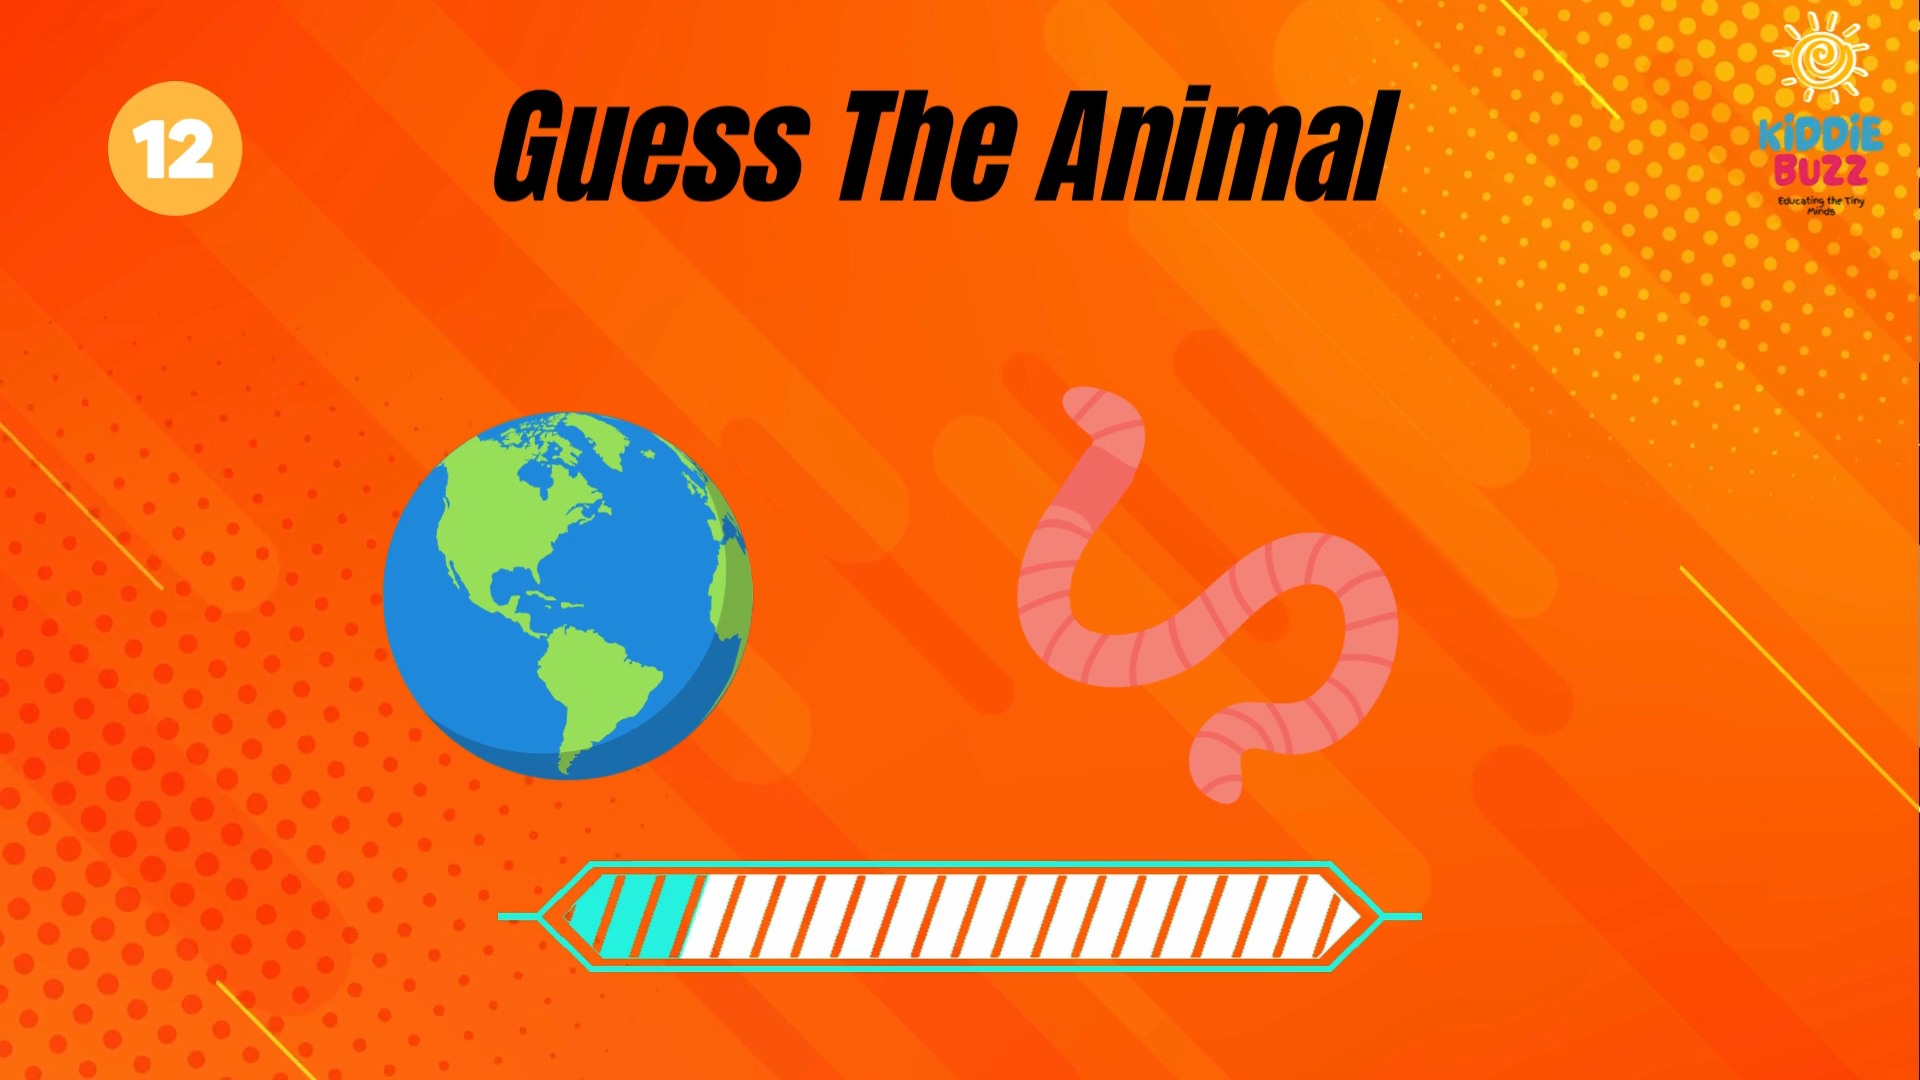 12
Guess The Animal
KiDDiE
BUZZ
Educating the Tiny
Minds